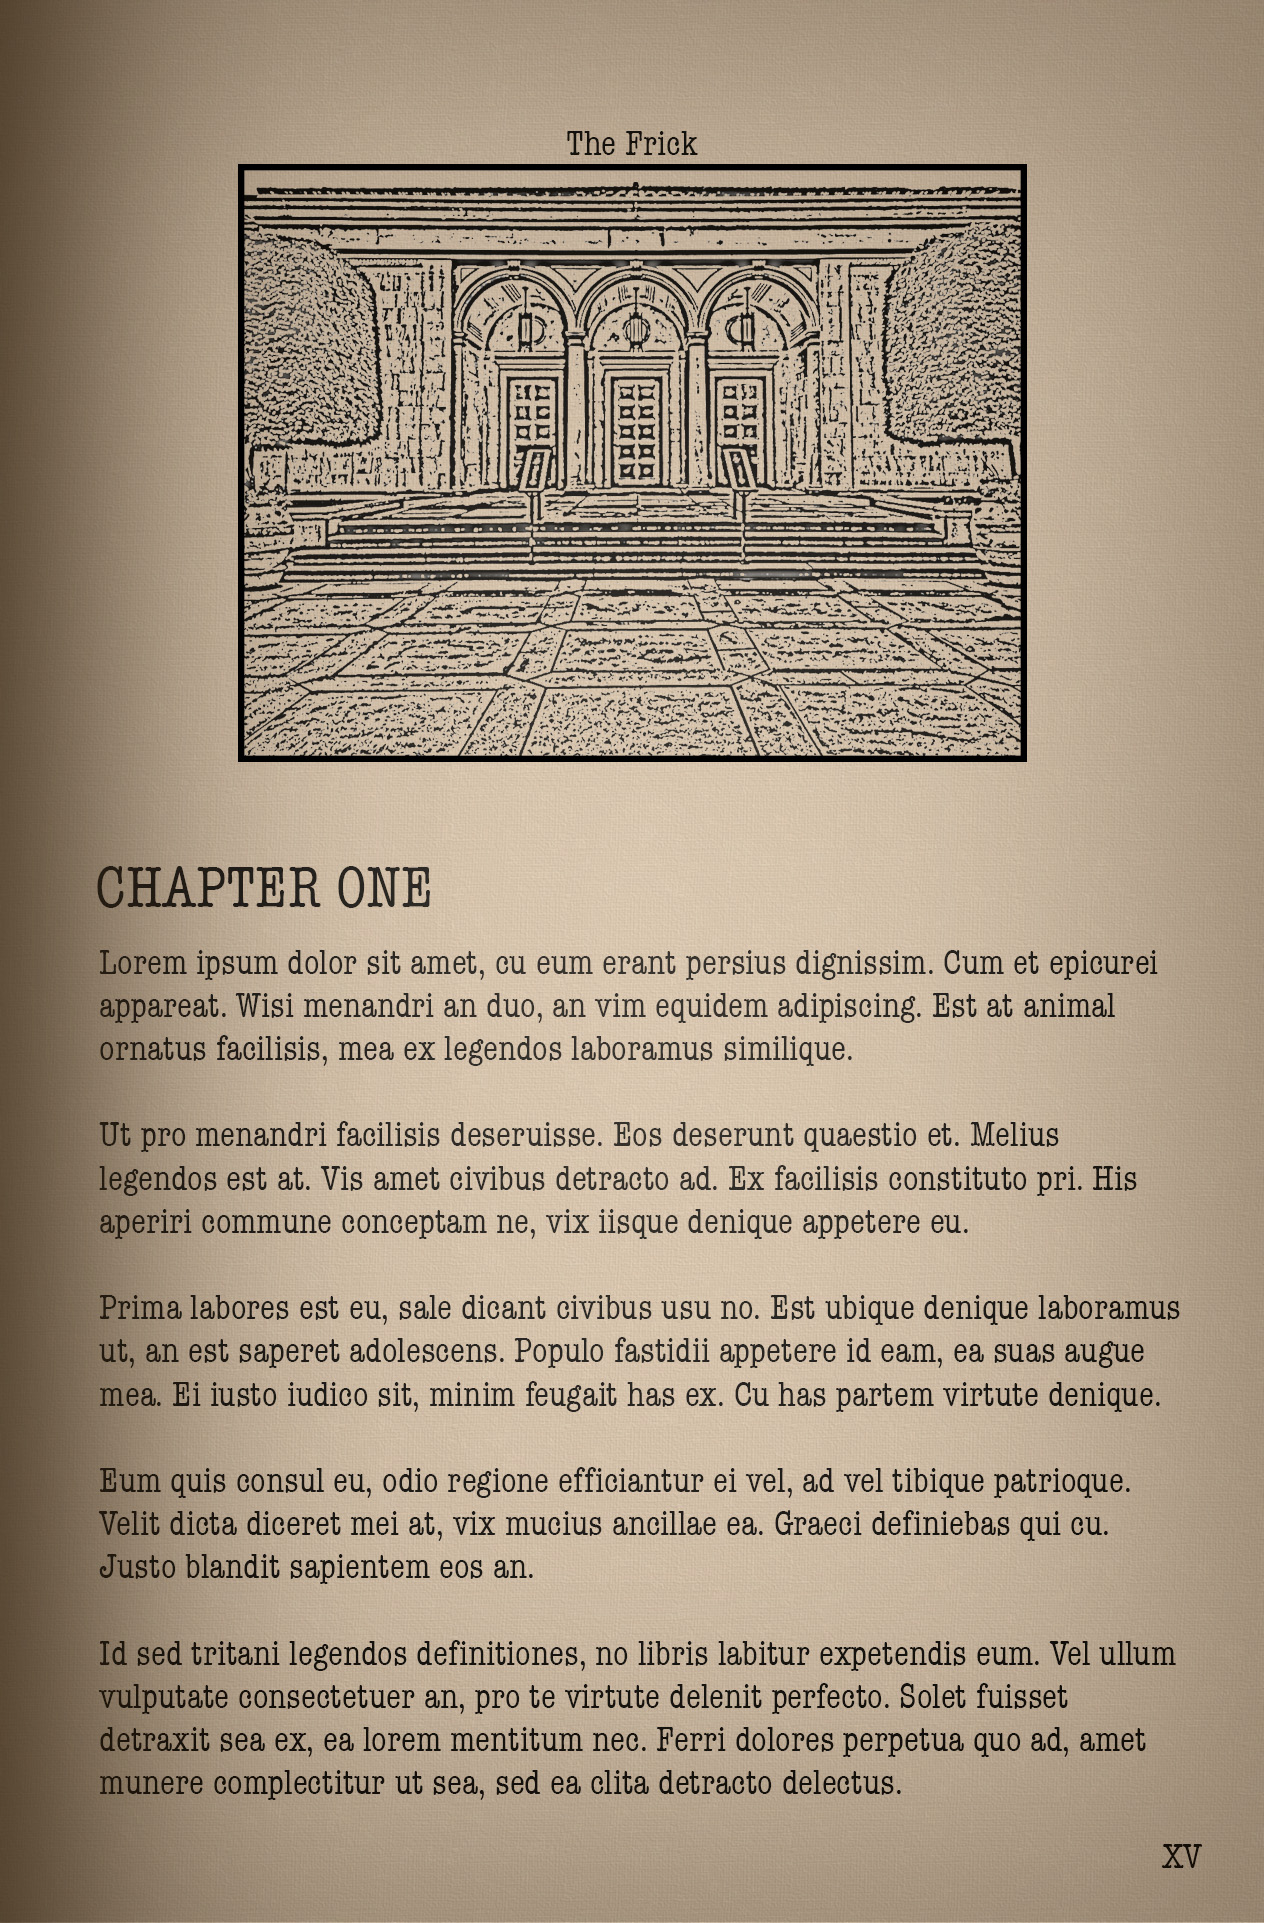 The Frick
CHAPTER ONE
Lorem ipsum dolor sit amet, cu eum erant persius dignissim. Cum et epicurei
appareat. Wisi menandri an duo, an vim equidem adipiscing. Est at animal
ornatus facilisis, mea ex legendos laboramus similique.
Ut pro menandri facilisis deseruisse. Eos deserunt quaestio et. Melius
legendos est at. Vis amet civibus detracto ad. Ex facilisis constituto pri. His
aperiri commune conceptam ne, vix iisque denique appetere eu.
Prima labores est eu, sale dicant civibus usu no. Est ubique denique laboramus
ut, an est saperet adolescens. Populo fastidii appetere id eam, ea suas augue
mea. Ei iusto iudico sit, minim feugait has ex. Cu has partem virtute denique.
Eum quis consul eu, odio regione efficiantur ei vel, ad vel tibique patrioque.
Velit dicta diceret mei at, vix mucius ancillae ea. Graeci definiebas qui cu.
Justo blandit sapientem eos an.
Id sed tritani legendos definitiones, no libris labitur expetendis eum. Vel ullum
vulputate consectetuer an, pro te virtute delenit perfecto. Solet fuisset
detraxit sea ex, ea lorem mentitum nec. Ferri dolores perpetua quo ad, amet
munere complectitur ut sea, sed ea clita detracto delectus.
XV